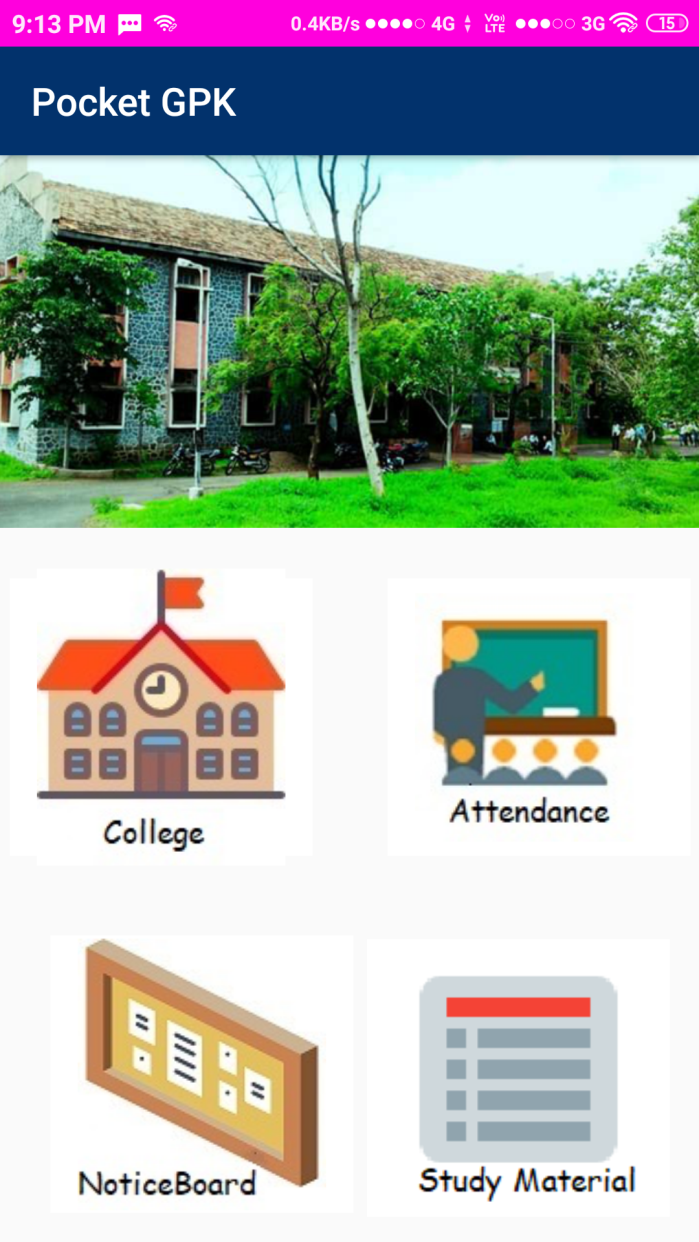 9:13 PM 0.4KB/s 4G Vo)) LTE 3G 15
Pocket GPK
College
Attendance
NoticeBoard
Study Material